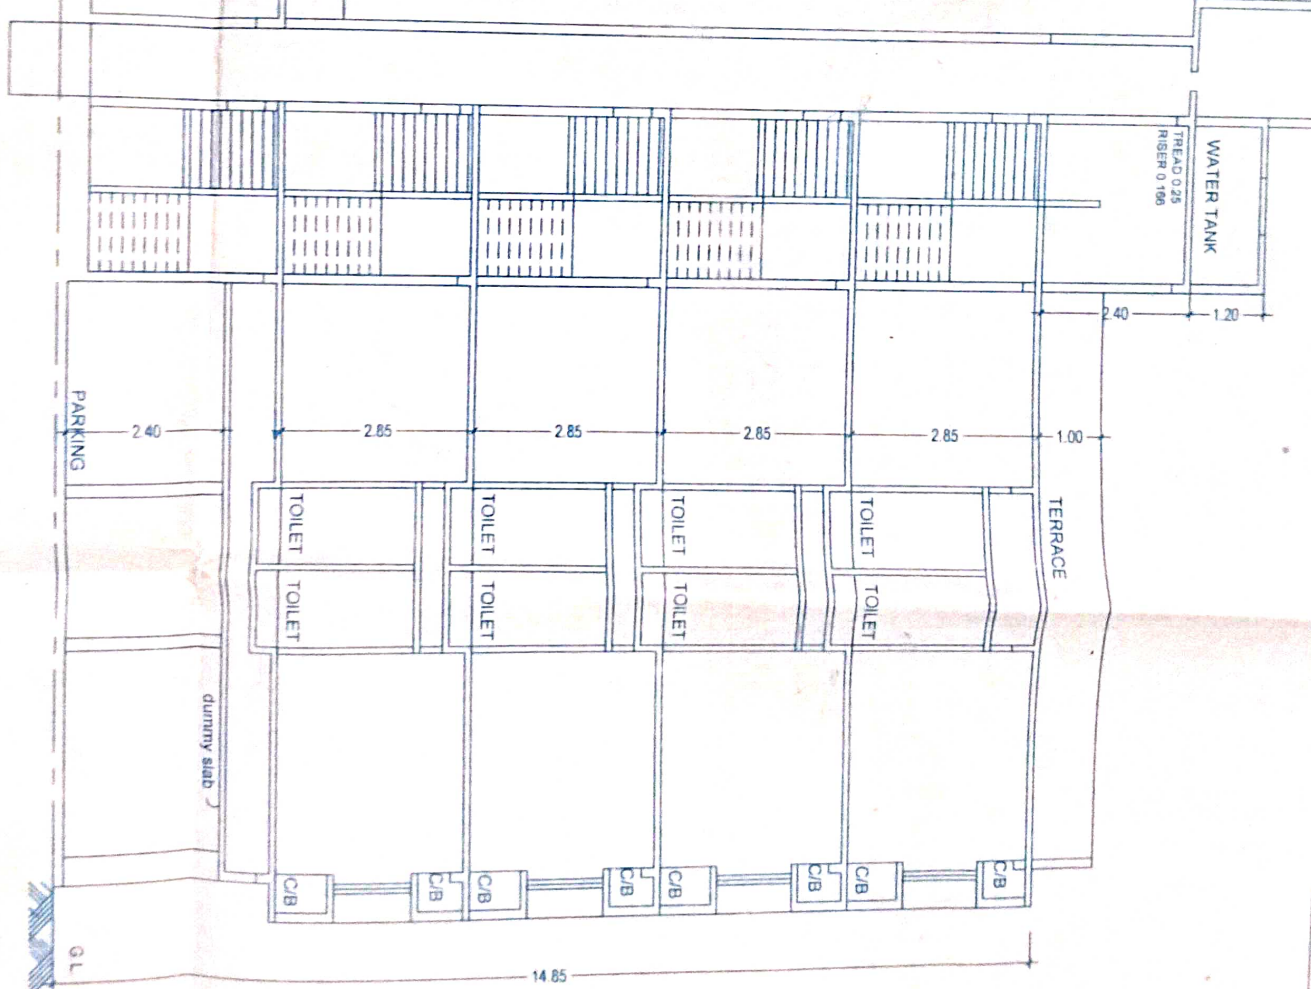 WATER TANK
TREAD 0.25
RISER 0.166
1.20
2.40
TERRACE
1.00
TOILET
TOILET
2.85
C/B
C/B
TOILET
TOILET
2.85
C/B
C/B
TOILET
TOILET
2.85
C/B
C/B
TOILET
TOILET
2.85
C/B
C/B
dummy slab
2.40
PARKING
G L
14.85